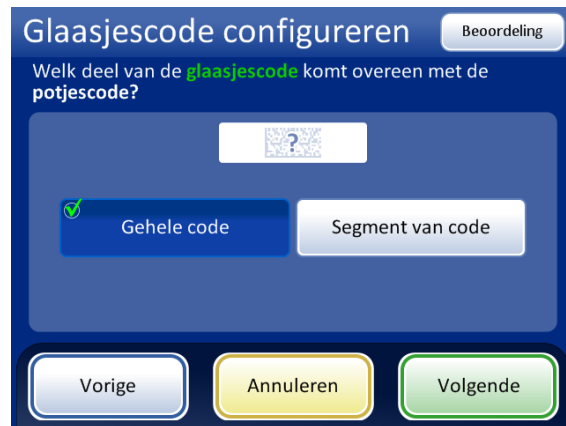 Glaasjescode configureren
Beoordeling
Welk deel van de glaasjescode komt overeen met de
potjescode?
?
Gehele code
Segment van code
Vorige
Annuleren
Volgende